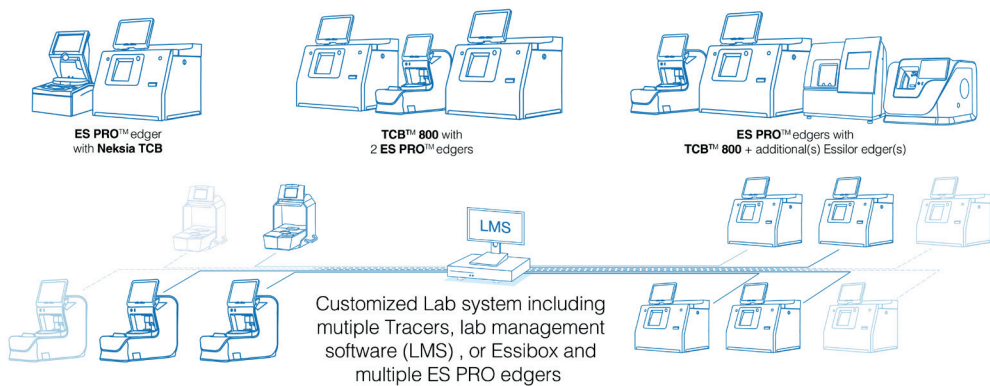 ES PRO™ edger
with Neksia TCB
TCB™ 800 with
2 ES PRO™ edgers
ES PRO™ edgers with
TCB™ 800 + additional(s) Essilor edger(s)
LMS
Customized Lab system including
mutiple Tracers, lab management
software (LMS) , or Essibox and
multiple ES PRO edgers